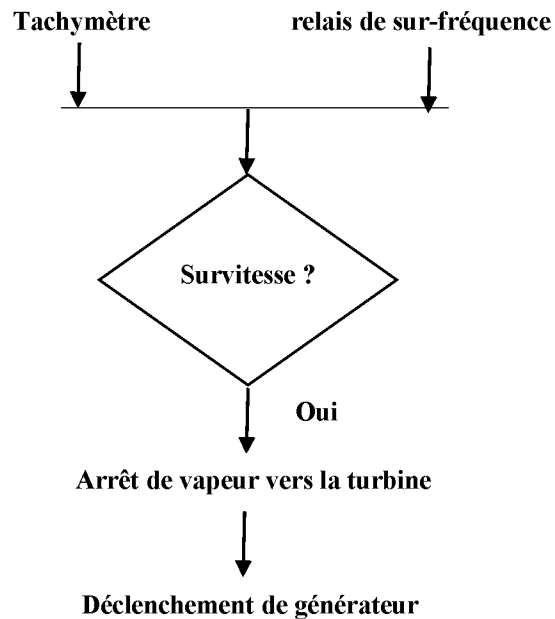 Tachymètre
relais de sur-fréquence
Survitesse ?
Oui
Arrêt de vapeur vers la turbine
Déclenchement de générateur